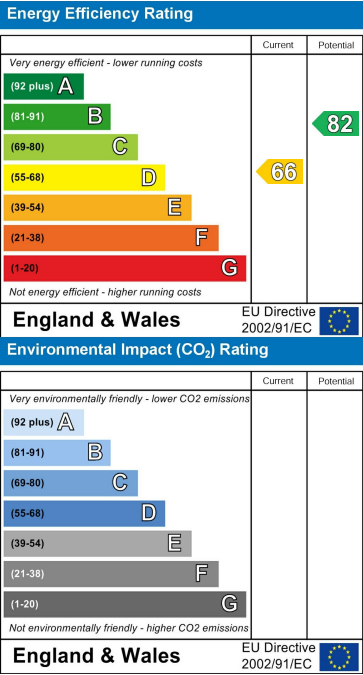 Energy Efficiency Rating
Current Potential
Very energy efficient - lower running costs
(92 plus) A
(81-91) B
82
(69-80) C
(55-68) D
66
(39-54) E
(21-38) F
(1-20) G
Not energy efficient - higher running costs
England & Wales
EU Directive
2002/91/EC
Environmental Impact (CO₂) Rating
Current Potential
Very environmentally friendly - lower CO2 emissions
(92 plus) A
(81-91) B
(69-80) C
(55-68) D
(39-54) E
(21-38) F
(1-20) G
Not environmentally friendly - higher CO2 emissions
England & Wales
EU Directive
2002/91/EC